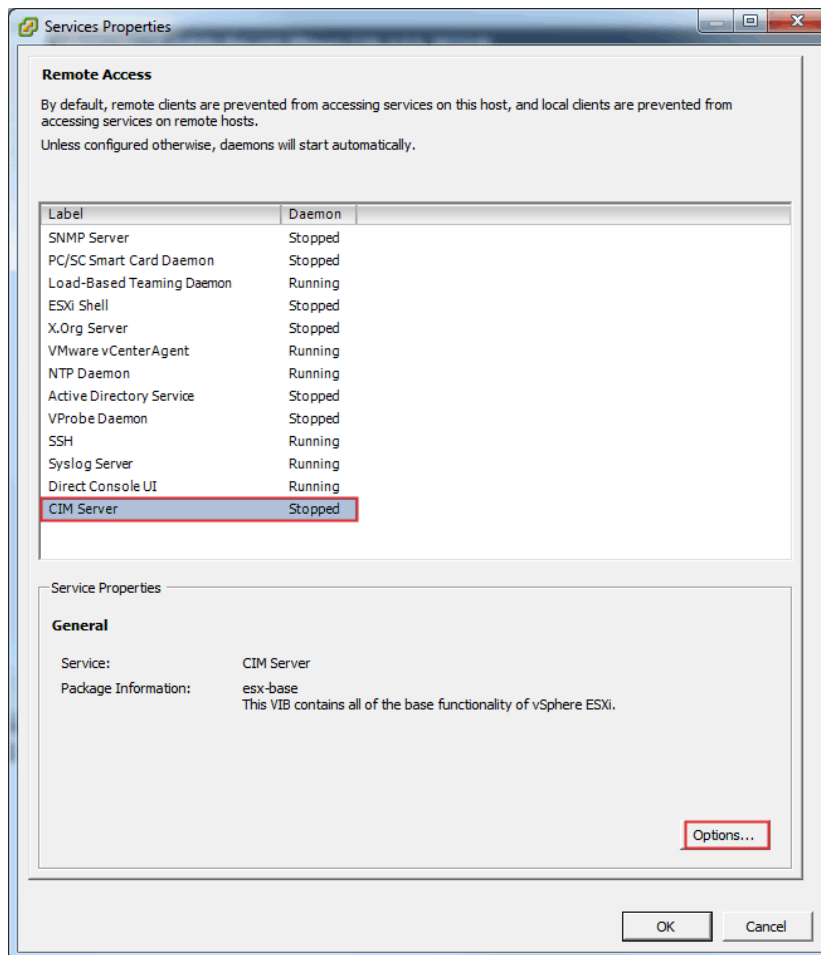 Services Properties
Remote Access
By default, remote clients are prevented from accessing services on this host, and local clients are prevented from
accessing services on remote hosts.
Unless configured otherwise, daemons will start automatically.
Label Daemon
SNMP Server Stopped
PC/SC Smart Card Daemon Stopped
Load-Based Teaming Daemon Running
ESXi Shell Stopped
X.Org Server Stopped
VMware vCenterAgent Running
NTP Daemon Running
Active Directory Service Stopped
VProbe Daemon Stopped
SSH Running
Syslog Server Running
Direct Console UI Running
CIM Server Stopped
Service Properties
General
Service: CIM Server
Package Information: esx-base
This VIB contains all of the base functionality of vSphere ESXi.
Options...
OK Cancel